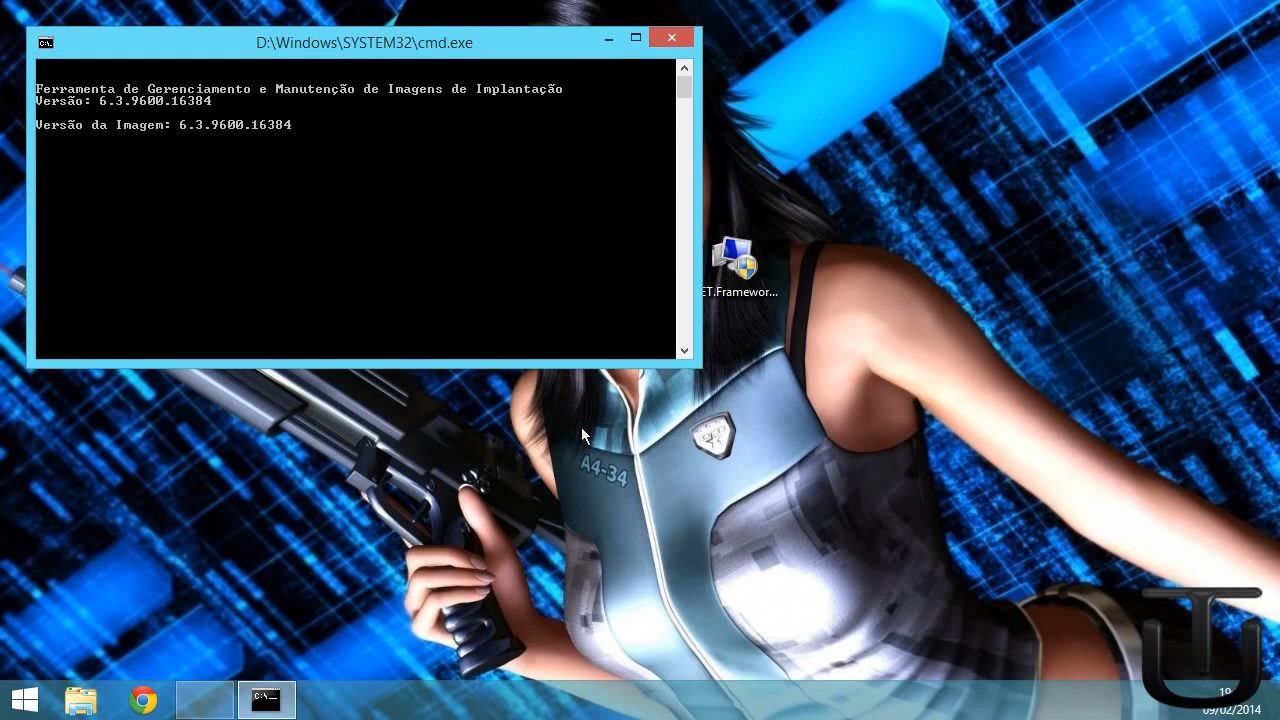 D:\Windows\SYSTEM32\cmd.exe
Ferramenta de Gerenciamento e Manutenção de Imagens de Implantação
Versão: 6.3.9600.16384
Versão da Imagem: 6.3.9600.16384
ET.Framewor...
A4-34
19
09/02/2014